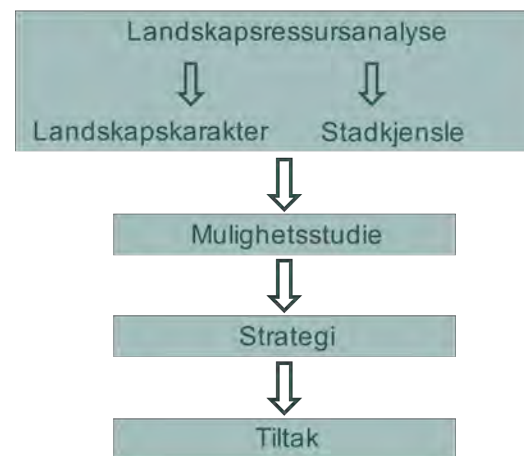 Landskapsressursanalyse
Landskapskarakter Stadkjensle
Mulighetsstudie
Strategi
Tiltak